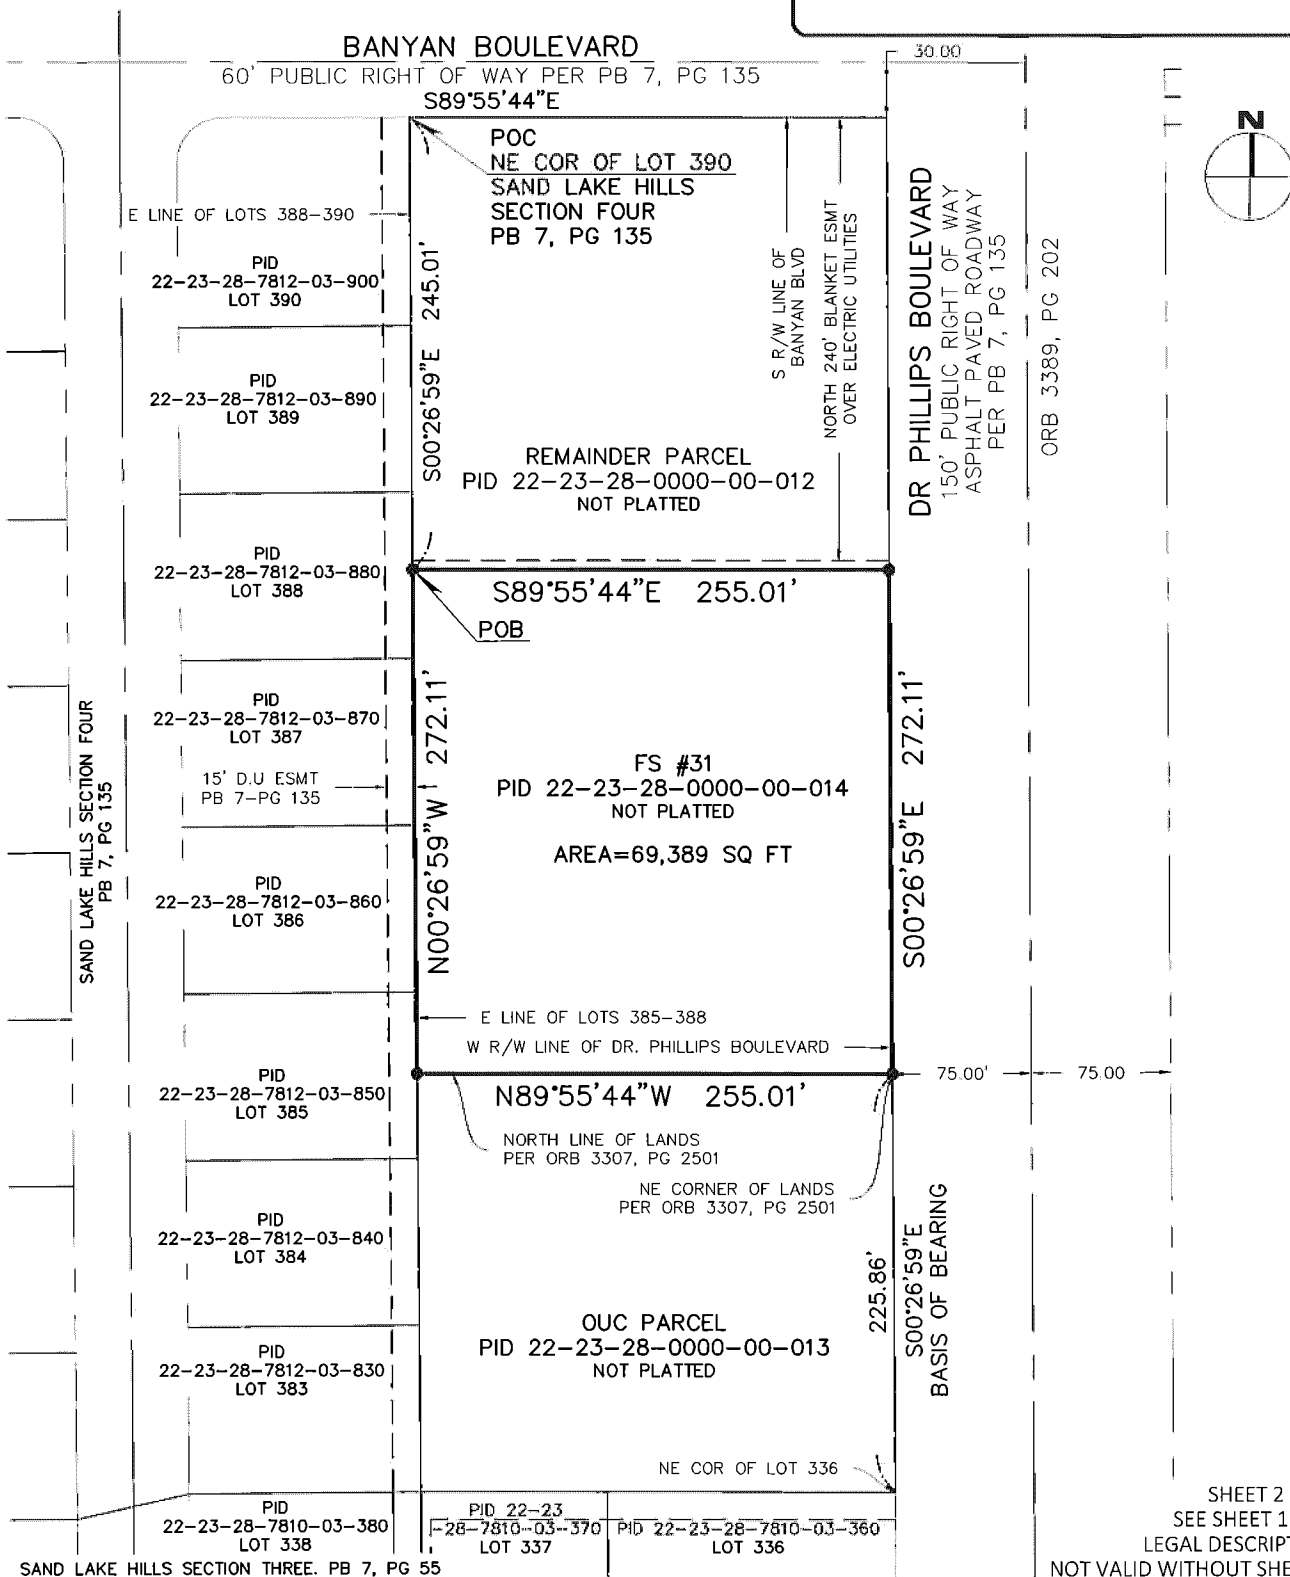 BANYAN BOULEVARD
60' PUBLIC RIGHT OF WAY PER PB 7, PG 135
S89°55'44"E
30.00
N
POC
NE COR OF LOT 390
SAND LAKE HILLS
SECTION FOUR
PB 7, PG 135
E LINE OF LOTS 388-390
S00°26'59"E 245.01'
S R/W LINE OF
BANYAN BLVD
NORTH 240' BLANKET ESMT
OVER ELECTRIC UTILITIES
DR PHILLIPS BOULEVARD
150' PUBLIC RIGHT OF WAY
ASPHALT PAVED ROADWAY
PER PB 7, PG 135
ORB 3389, PG 202
PID
22-23-28-7812-03-900
LOT 390
PID
22-23-28-7812-03-890
LOT 389
REMAINDER PARCEL
PID 22-23-28-0000-00-012
NOT PLATTED
PID
22-23-28-7812-03-880
LOT 388
S89°55'44"E 255.01'
POB
PID
22-23-28-7812-03-870
LOT 387
SAND LAKE HILLS SECTION FOUR
PB 7, PG 135
15' D.U ESMT
PB 7-PG 135
N00°26'59"W 272.11'
FS #31
PID 22-23-28-0000-00-014
NOT PLATTED
AREA=69,389 SQ FT
S00°26'59"E 272.11'
PID
22-23-28-7812-03-860
LOT 386
E LINE OF LOTS 385-388
W R/W LINE OF DR. PHILLIPS BOULEVARD
75.00'
75.00
PID
22-23-28-7812-03-850
LOT 385
N89°55'44"W 255.01'
NORTH LINE OF LANDS
PER ORB 3307, PG 2501
NE CORNER OF LANDS
PER ORB 3307, PG 2501
PID
22-23-28-7812-03-840
LOT 384
225.86'
S00°26'59"E
BASIS OF BEARING
OUC PARCEL
PID 22-23-28-0000-00-013
NOT PLATTED
PID
22-23-28-7812-03-830
LOT 383
NE COR OF LOT 336
PID
22-23-28-7810-03-380
LOT 338
PID 22-23
-28-7810-03-370
LOT 337
PID 22-23-28-7810-03-360
LOT 336
SAND LAKE HILLS SECTION THREE. PB 7, PG 55
SHEET 2
SEE SHEET 1
LEGAL DESCRIPT
NOT VALID WITHOUT SHE